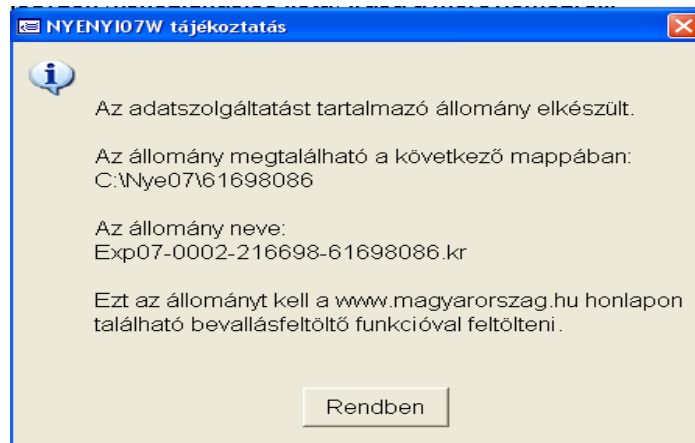 NYENYI07W tájékoztatás
Az adatszolgáltatást tartalmazó állomány elkészült.
Az állomány megtalálható a következő mappában:
C:\Nye07\61698086
Az állomány neve:
Exp07-0002-216698-61698086.kr
Ezt az állományt kell a www.magyarorszag.hu honlapon
található bevallásfeltöltő funkcióval feltölteni.
Rendben